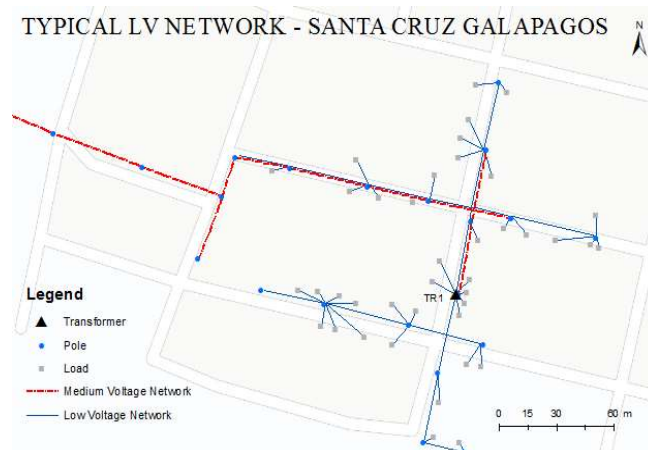 TYPICAL LV NETWORK - SANTA CRUZ GALAPAGOS
N
TR1
Legend
Transformer
Pole
Load
Medium Voltage Network
Low Voltage Network
0 15 30 60 m